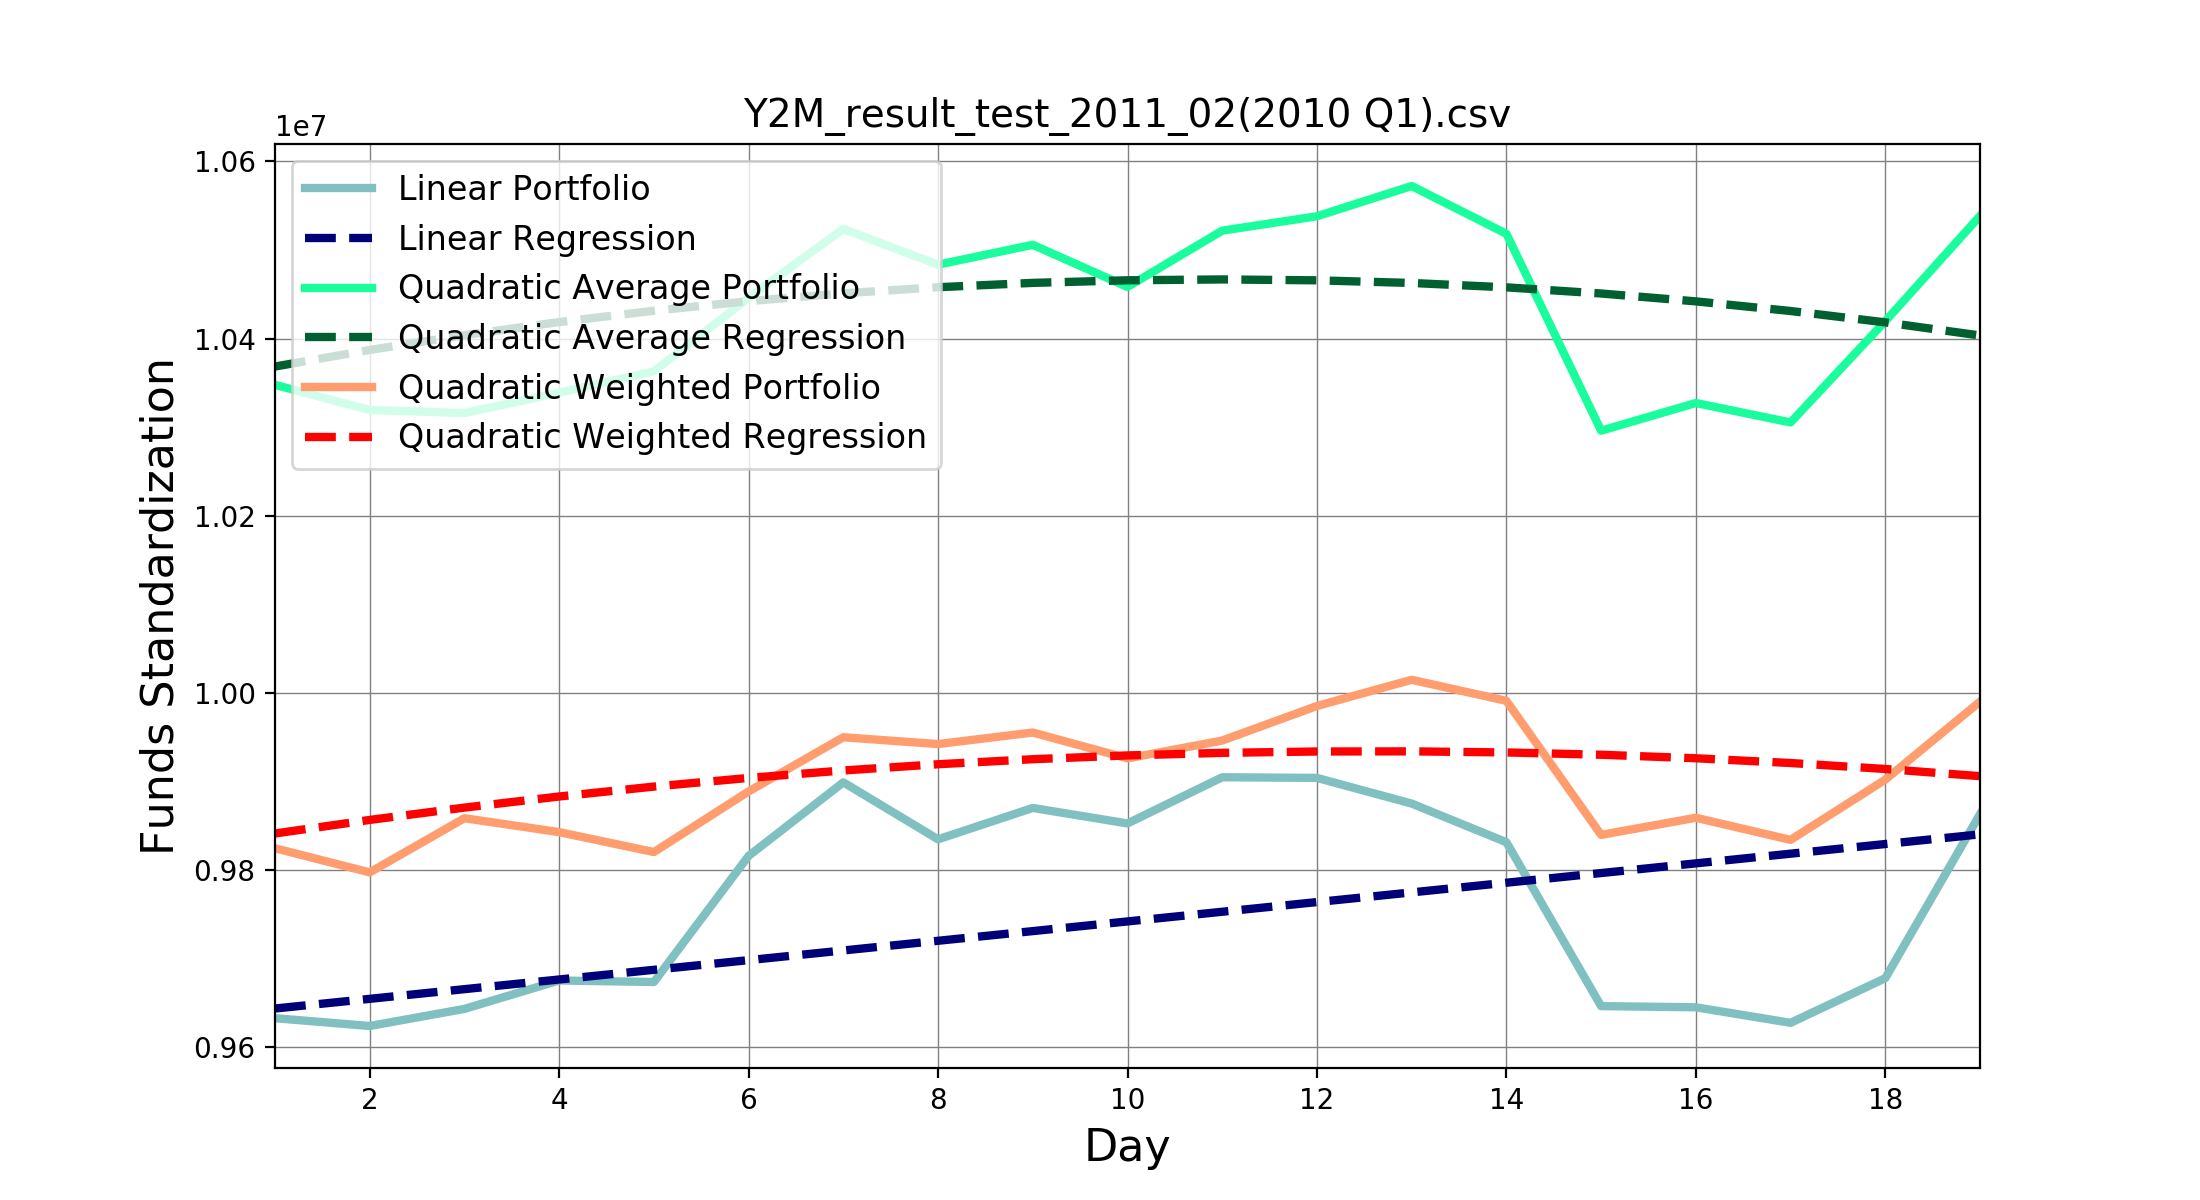 Y2M_result_test_2011_02(2010 Q1).csv
1e7
1.06
1.04
1.02
1.00
0.98
0.96
Funds Standardization
Linear Portfolio
Linear Regression
Quadratic Average Portfolio
Quadratic Average Regression
Quadratic Weighted Portfolio
Quadratic Weighted Regression
2 4 6 8 10 12 14 16 18
Day